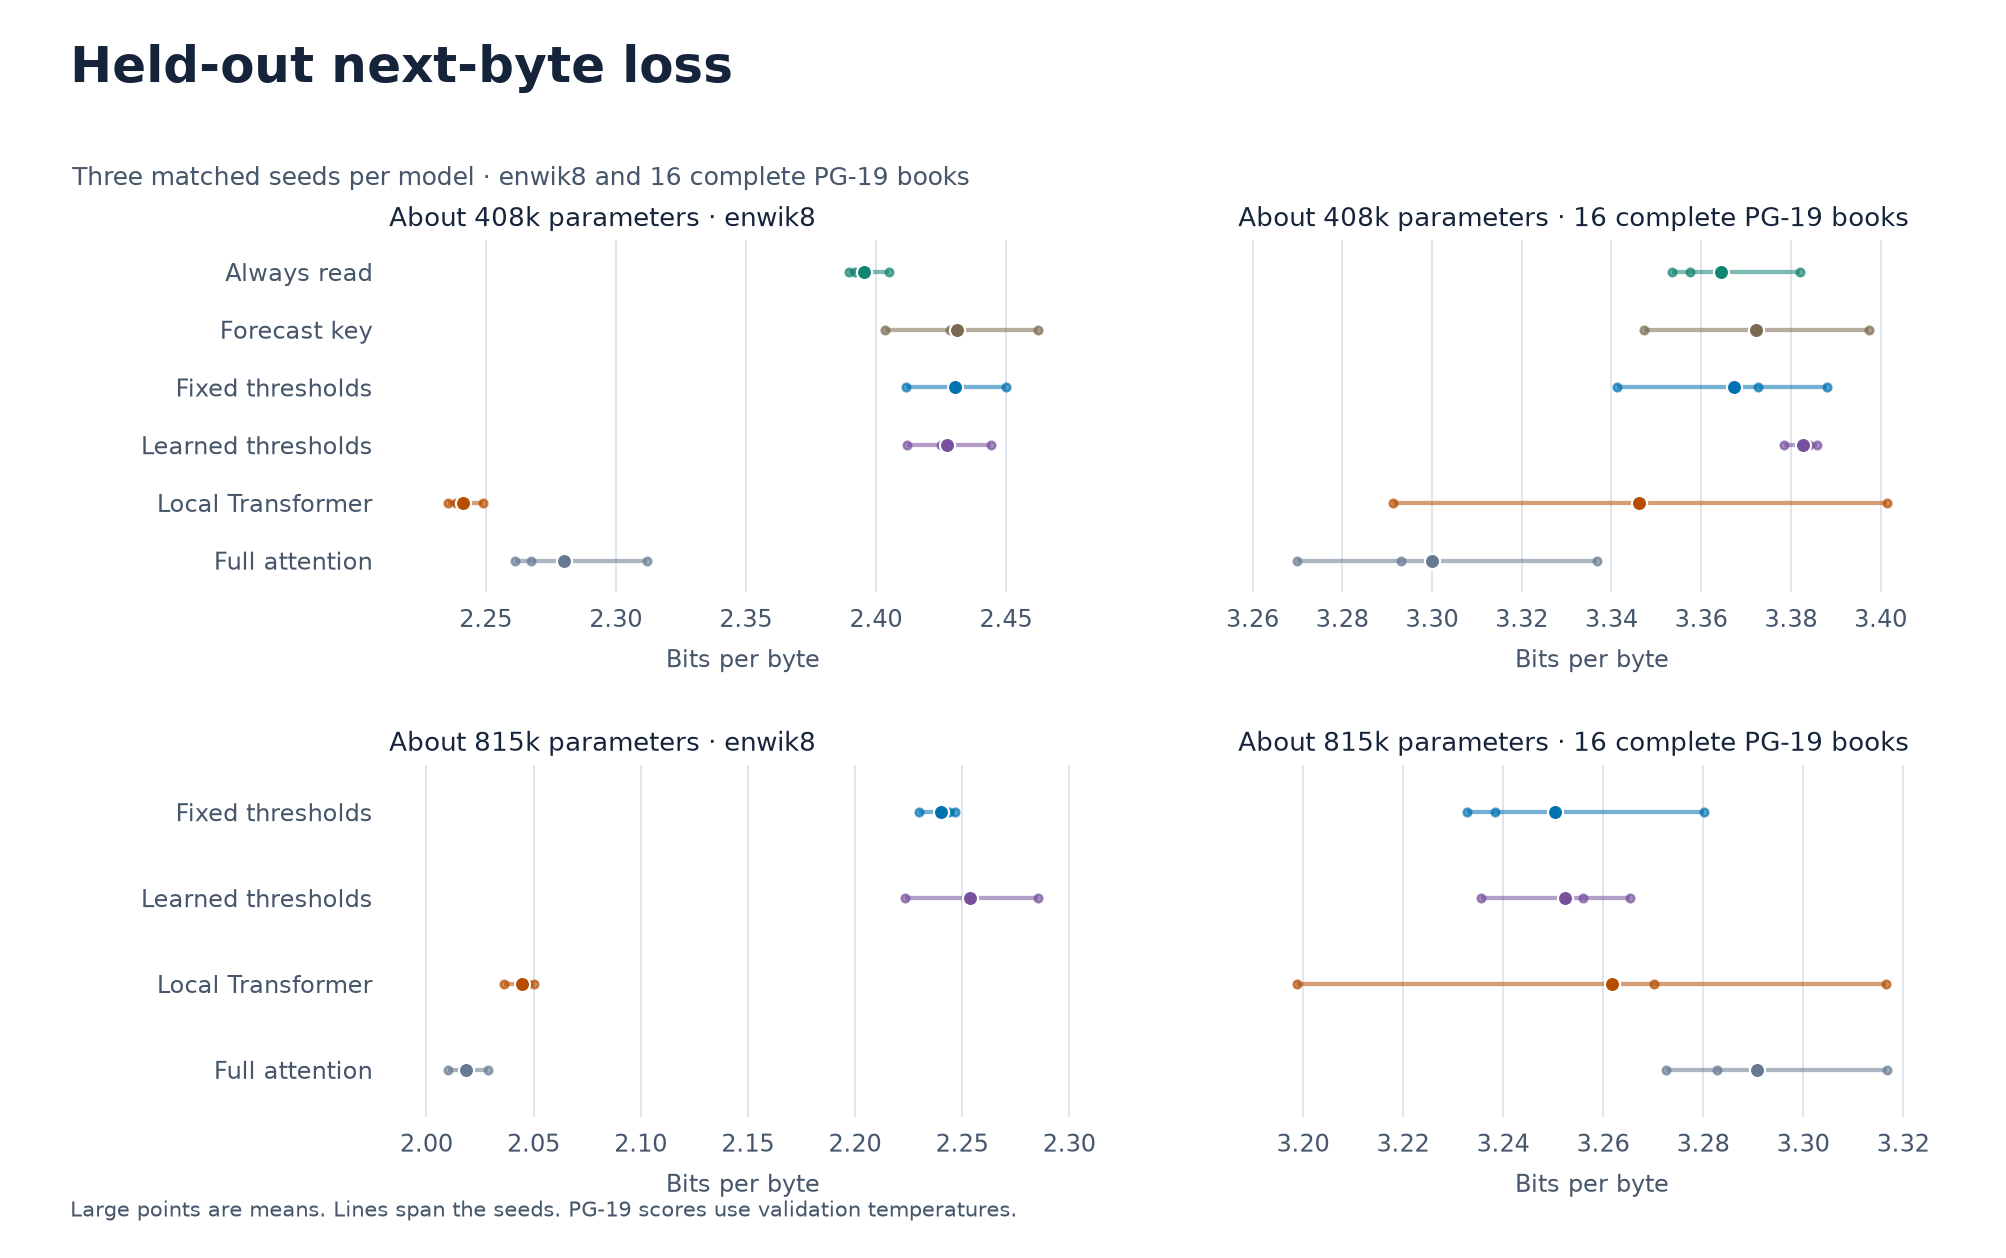 Held-out next-byte loss
Three matched seeds per model · enwik8 and 16 complete PG-19 books
About 408k parameters · enwik8
Always read
Forecast key
Fixed thresholds
Learned thresholds
Local Transformer
Full attention
2.25 2.30 2.35 2.40 2.45
Bits per byte
About 408k parameters · 16 complete PG-19 books
3.26 3.28 3.30 3.32 3.34 3.36 3.38 3.40
Bits per byte
About 815k parameters · enwik8
Fixed thresholds
Learned thresholds
Local Transformer
Full attention
2.00 2.05 2.10 2.15 2.20 2.25 2.30
Bits per byte
About 815k parameters · 16 complete PG-19 books
3.20 3.22 3.24 3.26 3.28 3.30 3.32
Bits per byte
Large points are means. Lines span the seeds. PG-19 scores use validation temperatures.